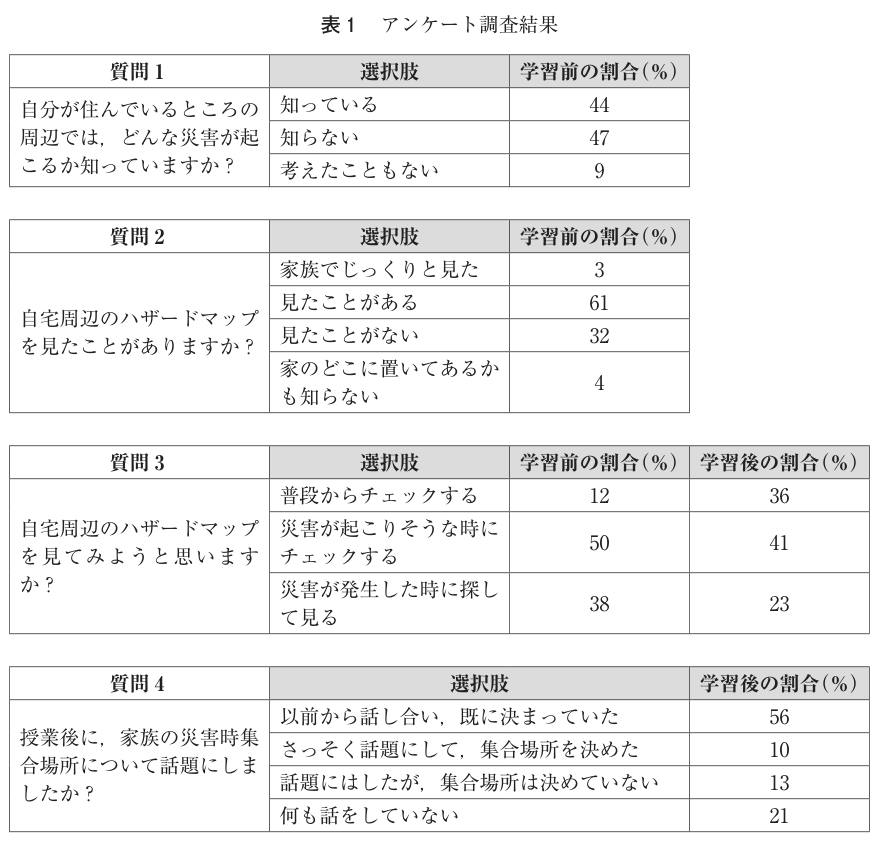 表1 アンケート調査結果
質問1 選択肢 学習前の割合(%)
自分が住んでいるところの
周辺では,どんな災害が起
こるか知っていますか?
知っている 44
知らない 47
考えたこともない 9
質問2 選択肢 学習前の割合(%)
自宅周辺のハザードマップ
を見たことがありますか?
家族でじっくりと見た 3
見たことがある 61
見たことがない 32
家のどこに置いてあるか
も知らない 4
質問3 選択肢 学習前の割合(%) 学習後の割合(%)
自宅周辺のハザードマップ
を見てみようと思います
か?
普段からチェックする 12 36
災害が起こりそうな時に
チェックする 50 41
災害が発生した時に探し
て見る 38 23
質問4 選択肢 学習後の割合(%)
授業後に,家族の災害時集
合場所について話題にしま
したか?
以前から話し合い,既に決まっていた 56
さっそく話題にして,集合場所を決めた 10
話題にはしたが,集合場所は決めていない 13
何も話をしていない 21